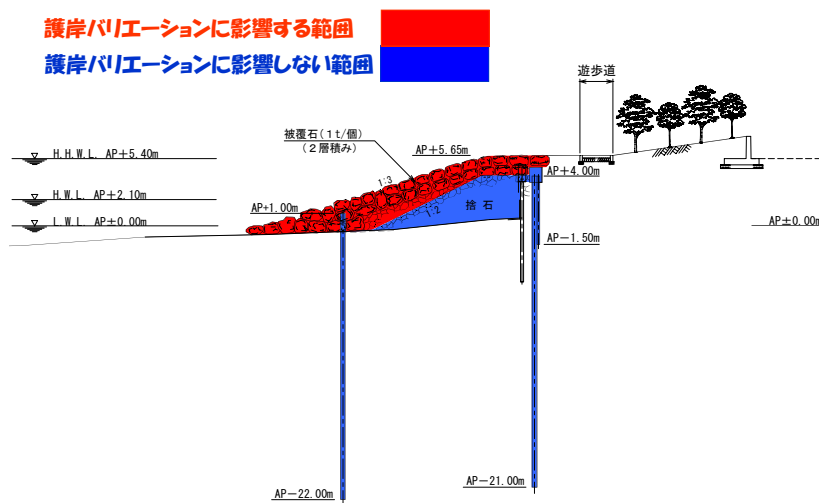 護岸バリエーションに影響する範囲
護岸バリエーションに影響しない範囲
遊歩道
被覆石(1t/個)
(2層積み)
AP+5.65m
H.H.W.L. AP+5.40m
AP+4.00m
1:3
H.W.L. AP+2.10m
AP+1.00m
1:2
捨石
L.W.L. AP±0.00m
AP±0.00m
AP-1.50m
AP-21.00m
AP-22.00m